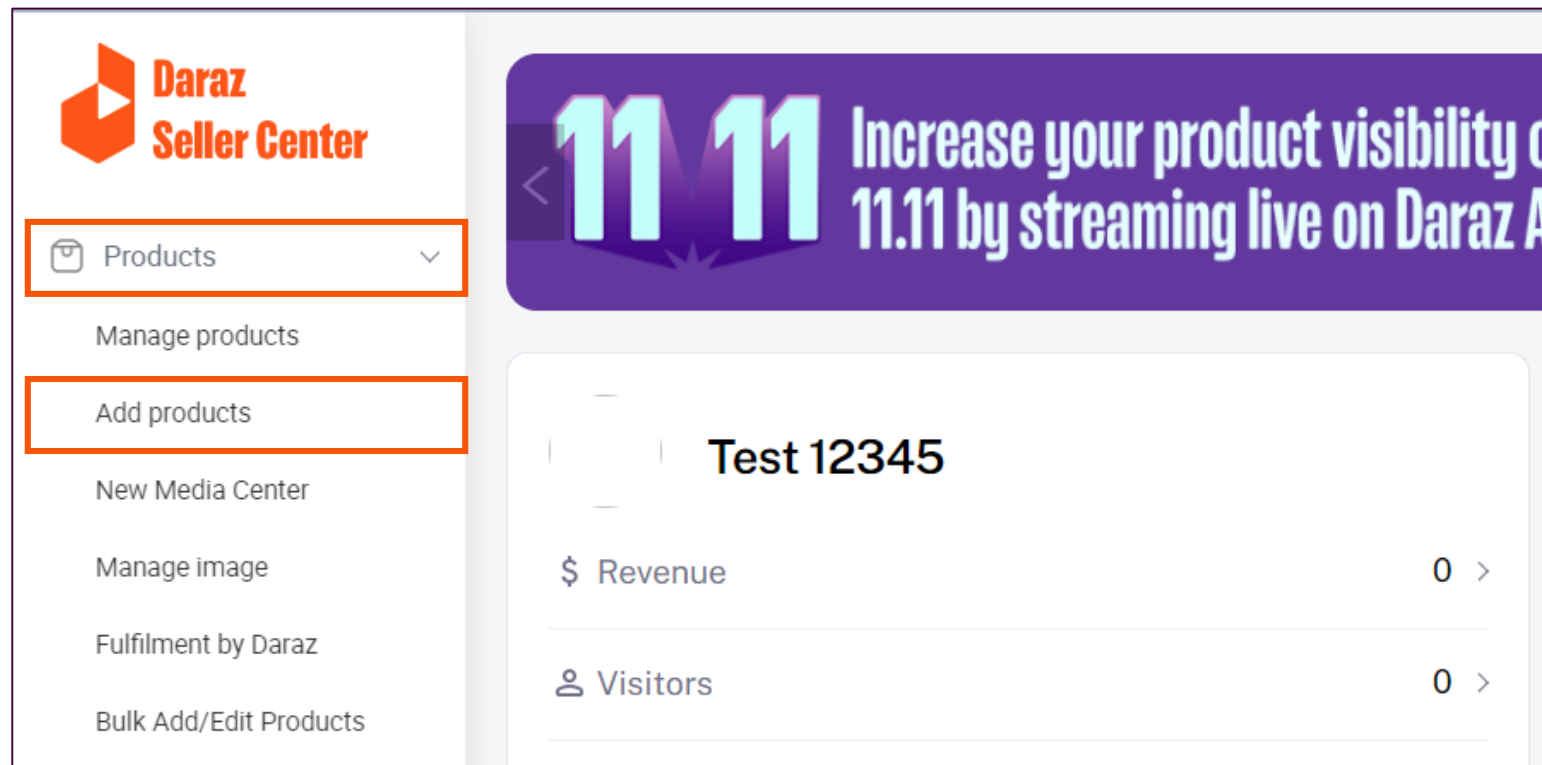 Daraz
Seller Center
Products
Manage products
Add products
New Media Center
Manage image
Fulfilment by Daraz
Bulk Add/Edit Products
11 11
Increase your product visibility
11.11 by streaming live on Daraz
Test 12345
$ Revenue 0 >
Visitors 0 >